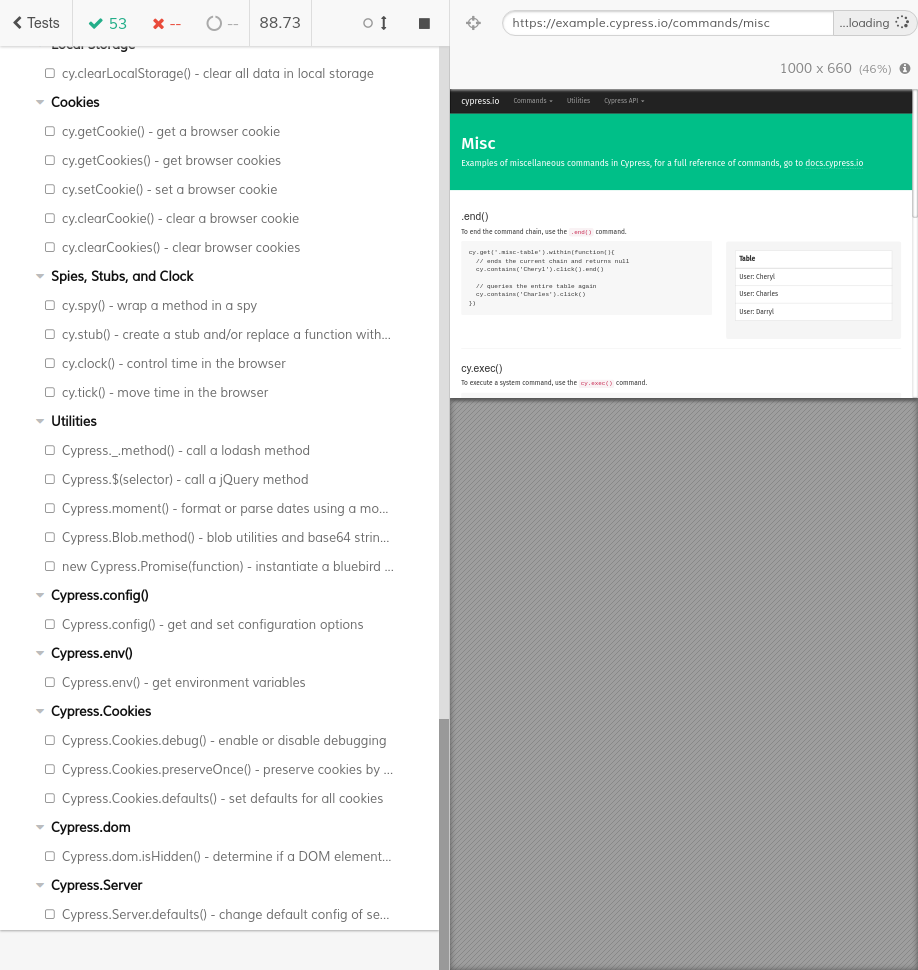 Tests 53 -- -- 88.73
https://example.cypress.io/commands/misc ...loading
1000 x 660 (46%)
Local Storage
cy.clearLocalStorage() - clear all data in local storage
Cookies
cy.getCookie() - get a browser cookie
cy.getCookies() - get browser cookies
cy.setCookie() - set a browser cookie
cy.clearCookie() - clear a browser cookie
cy.clearCookies() - clear browser cookies
Spies, Stubs, and Clock
cy.spy() - wrap a method in a spy
cy.stub() - create a stub and/or replace a function with...
cy.clock() - control time in the browser
cy.tick() - move time in the browser
Utilities
Cypress._.method() - call a lodash method
Cypress.$(selector) - call a jQuery method
Cypress.moment() - format or parse dates using a mo...
Cypress.Blob.method() - blob utilities and base64 strin...
new Cypress.Promise(function) - instantiate a bluebird ...
Cypress.config()
Cypress.config() - get and set configuration options
Cypress.env()
Cypress.env() - get environment variables
Cypress.Cookies
Cypress.Cookies.debug() - enable or disable debugging
Cypress.Cookies.preserveOnce() - preserve cookies by ...
Cypress.Cookies.defaults() - set defaults for all cookies
Cypress.dom
Cypress.dom.isHidden() - determine if a DOM element...
Cypress.Server
Cypress.Server.defaults() - change default config of se...
cypress.io Commands Utilities Cypress API
Misc
Examples of miscellaneous commands in Cypress, for a full reference of commands, go to docs.cypress.io
.end()
To end the command chain, use the .end() command.
cy.get('.misc-table').within(function(){
// ends the current chain and returns null
cy.contains('Cheryl').click().end()
// queries the entire table again
cy.contains('Charles').click()
})
Table
User: Cheryl
User: Charles
User: Darryl
cy.exec()
To execute a system command, use the cy.exec() command.